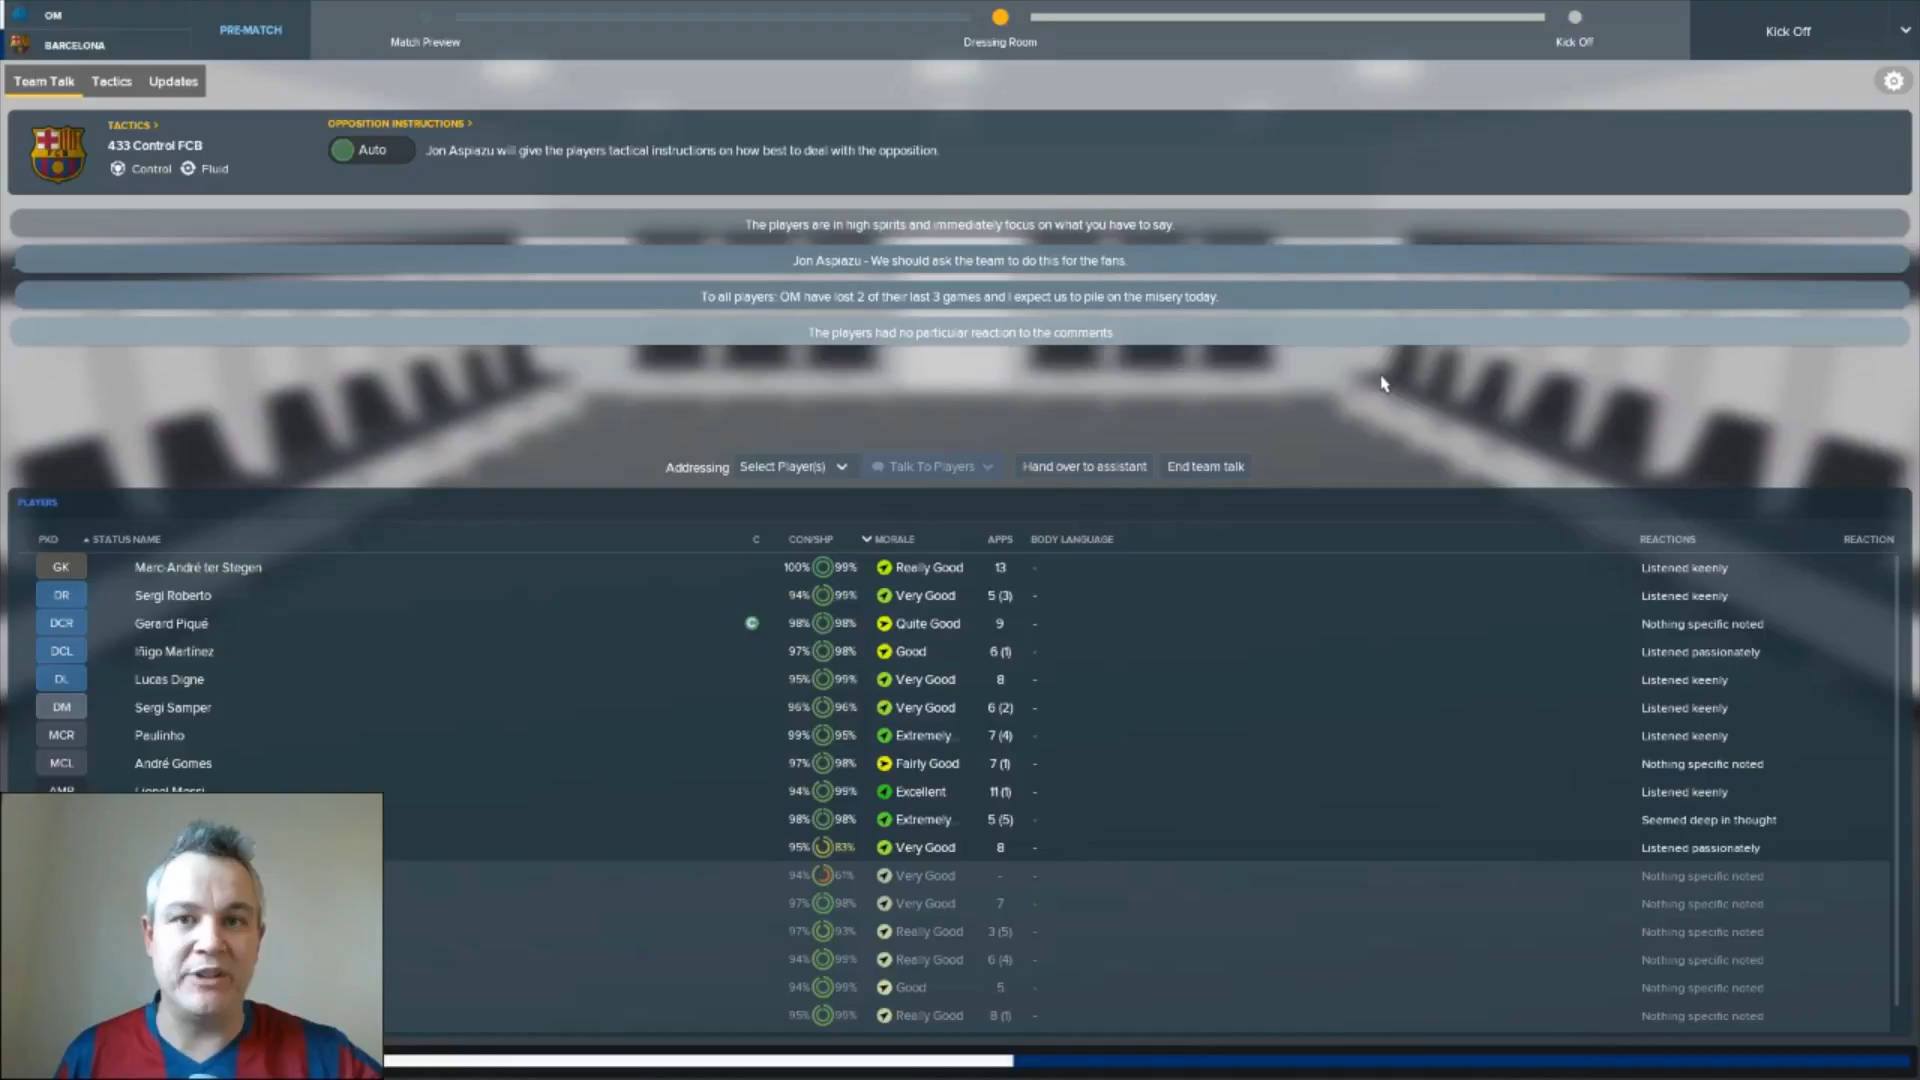 OM
BARCELONA
PRE-MATCH
Match Preview
Dressing Room
Kick Off
Kick Off
Team Talk Tactics Updates
TACTICS >
433 Control FCB
Control Fluid
OPPOSITION INSTRUCTIONS >
Auto
Jon Aspiazu will give the players tactical instructions on how best to deal with the opposition.
The players are in high spirits and immediately focus on what you have to say.
Jon Aspiazu - We should ask the team to do this for the fans.
To all players: OM have lost 2 of their last 3 games and I expect us to pile on the misery today.
The players had no particular reaction to the comments
Addressing Select Player(s) Talk To Players Hand over to assistant End team talk
PLAYERS
PKD STATUS NAME C CON/SHP MORALE APPS BODY LANGUAGE REACTIONS REACTION
GK Marc-André ter Stegen 100% 99% Really Good 13 - Listened keenly
DR Sergi Roberto 94% 99% Very Good 5 (3) - Listened keenly
DCR Gerard Piqué C 98% 98% Quite Good 9 - Nothing specific noted
DCL Iñigo Martínez 97% 98% Good 6 (1) - Listened passionately
DL Lucas Digne 95% 99% Very Good 8 - Listened keenly
DM Sergi Samper 96% 96% Very Good 6 (2) - Listened keenly
MCR Paulinho 99% 95% Extremely... 7 (4) - Listened keenly
MCL André Gomes 97% 98% Fairly Good 7 (1) - Nothing specific noted
AMR Lionel Messi 94% 99% Excellent 11 (1) - Listened keenly
98% 98% Extremely... 5 (5) - Seemed deep in thought
95% 83% Very Good 8 - Listened passionately
94% 61% Very Good - - Nothing specific noted
97% 98% Very Good 7 - Nothing specific noted
97% 93% Really Good 3 (5) - Nothing specific noted
94% 99% Really Good 6 (4) - Nothing specific noted
94% 99% Good 5 - Nothing specific noted
95% 99% Really Good 8 (1) - Nothing specific noted